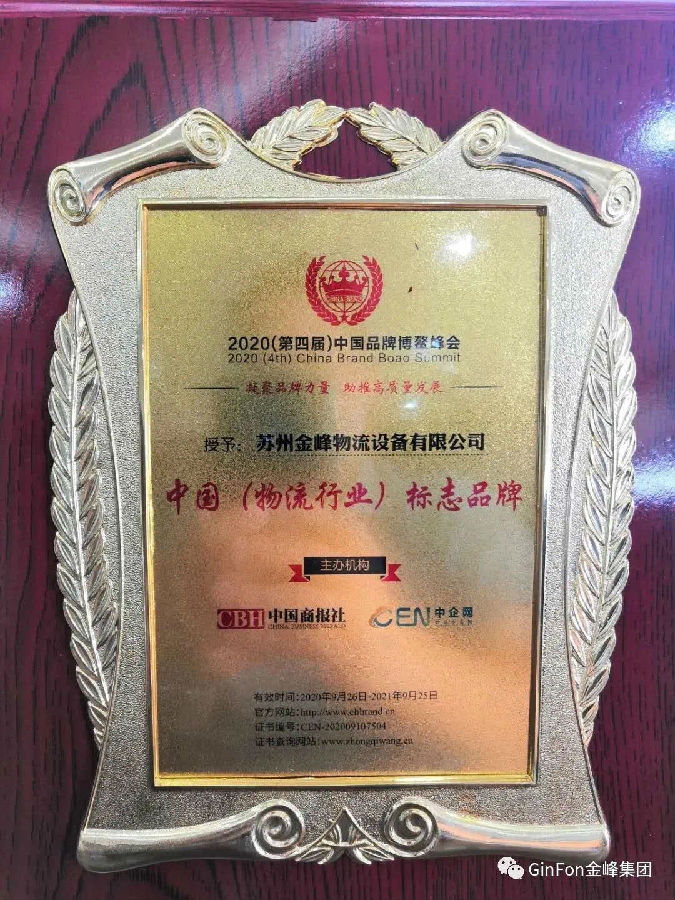 2020(第四届)中国品牌博鳌峰会
2020 (4th) China Brand Boao Summit
凝聚品牌力量 助推高质量发展
授予: 苏州金峰物流设备有限公司
中国（物流行业）标志品牌
主办机构
CBH 中国商报社
CHINA BUSINESS HERALD
CEN 中企网
有效时间:2020年9月26日-2021年9月25日
官方网站:http://www.chbrand.cn
证书编号:CEN-202009107504
证书查询网站:www.zhongqiwang.cn
GinFon金峰集团